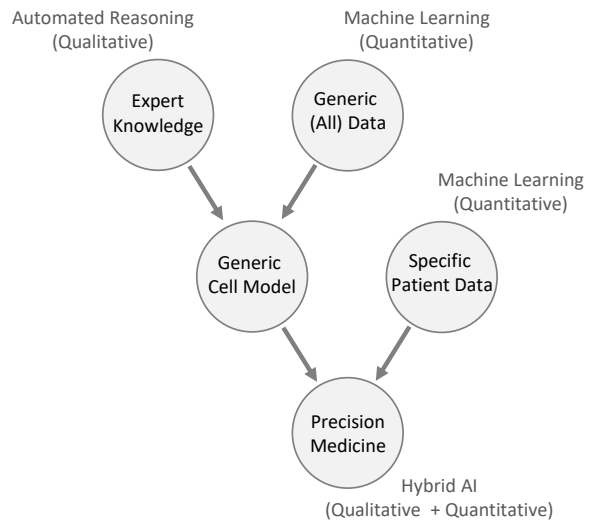 Automated Reasoning
(Qualitative)
Machine Learning
(Quantitative)
Expert
Knowledge
Generic
(All) Data
Machine Learning
(Quantitative)
Generic
Cell Model
Specific
Patient Data
Precision
Medicine
Hybrid AI
(Qualitative + Quantitative)